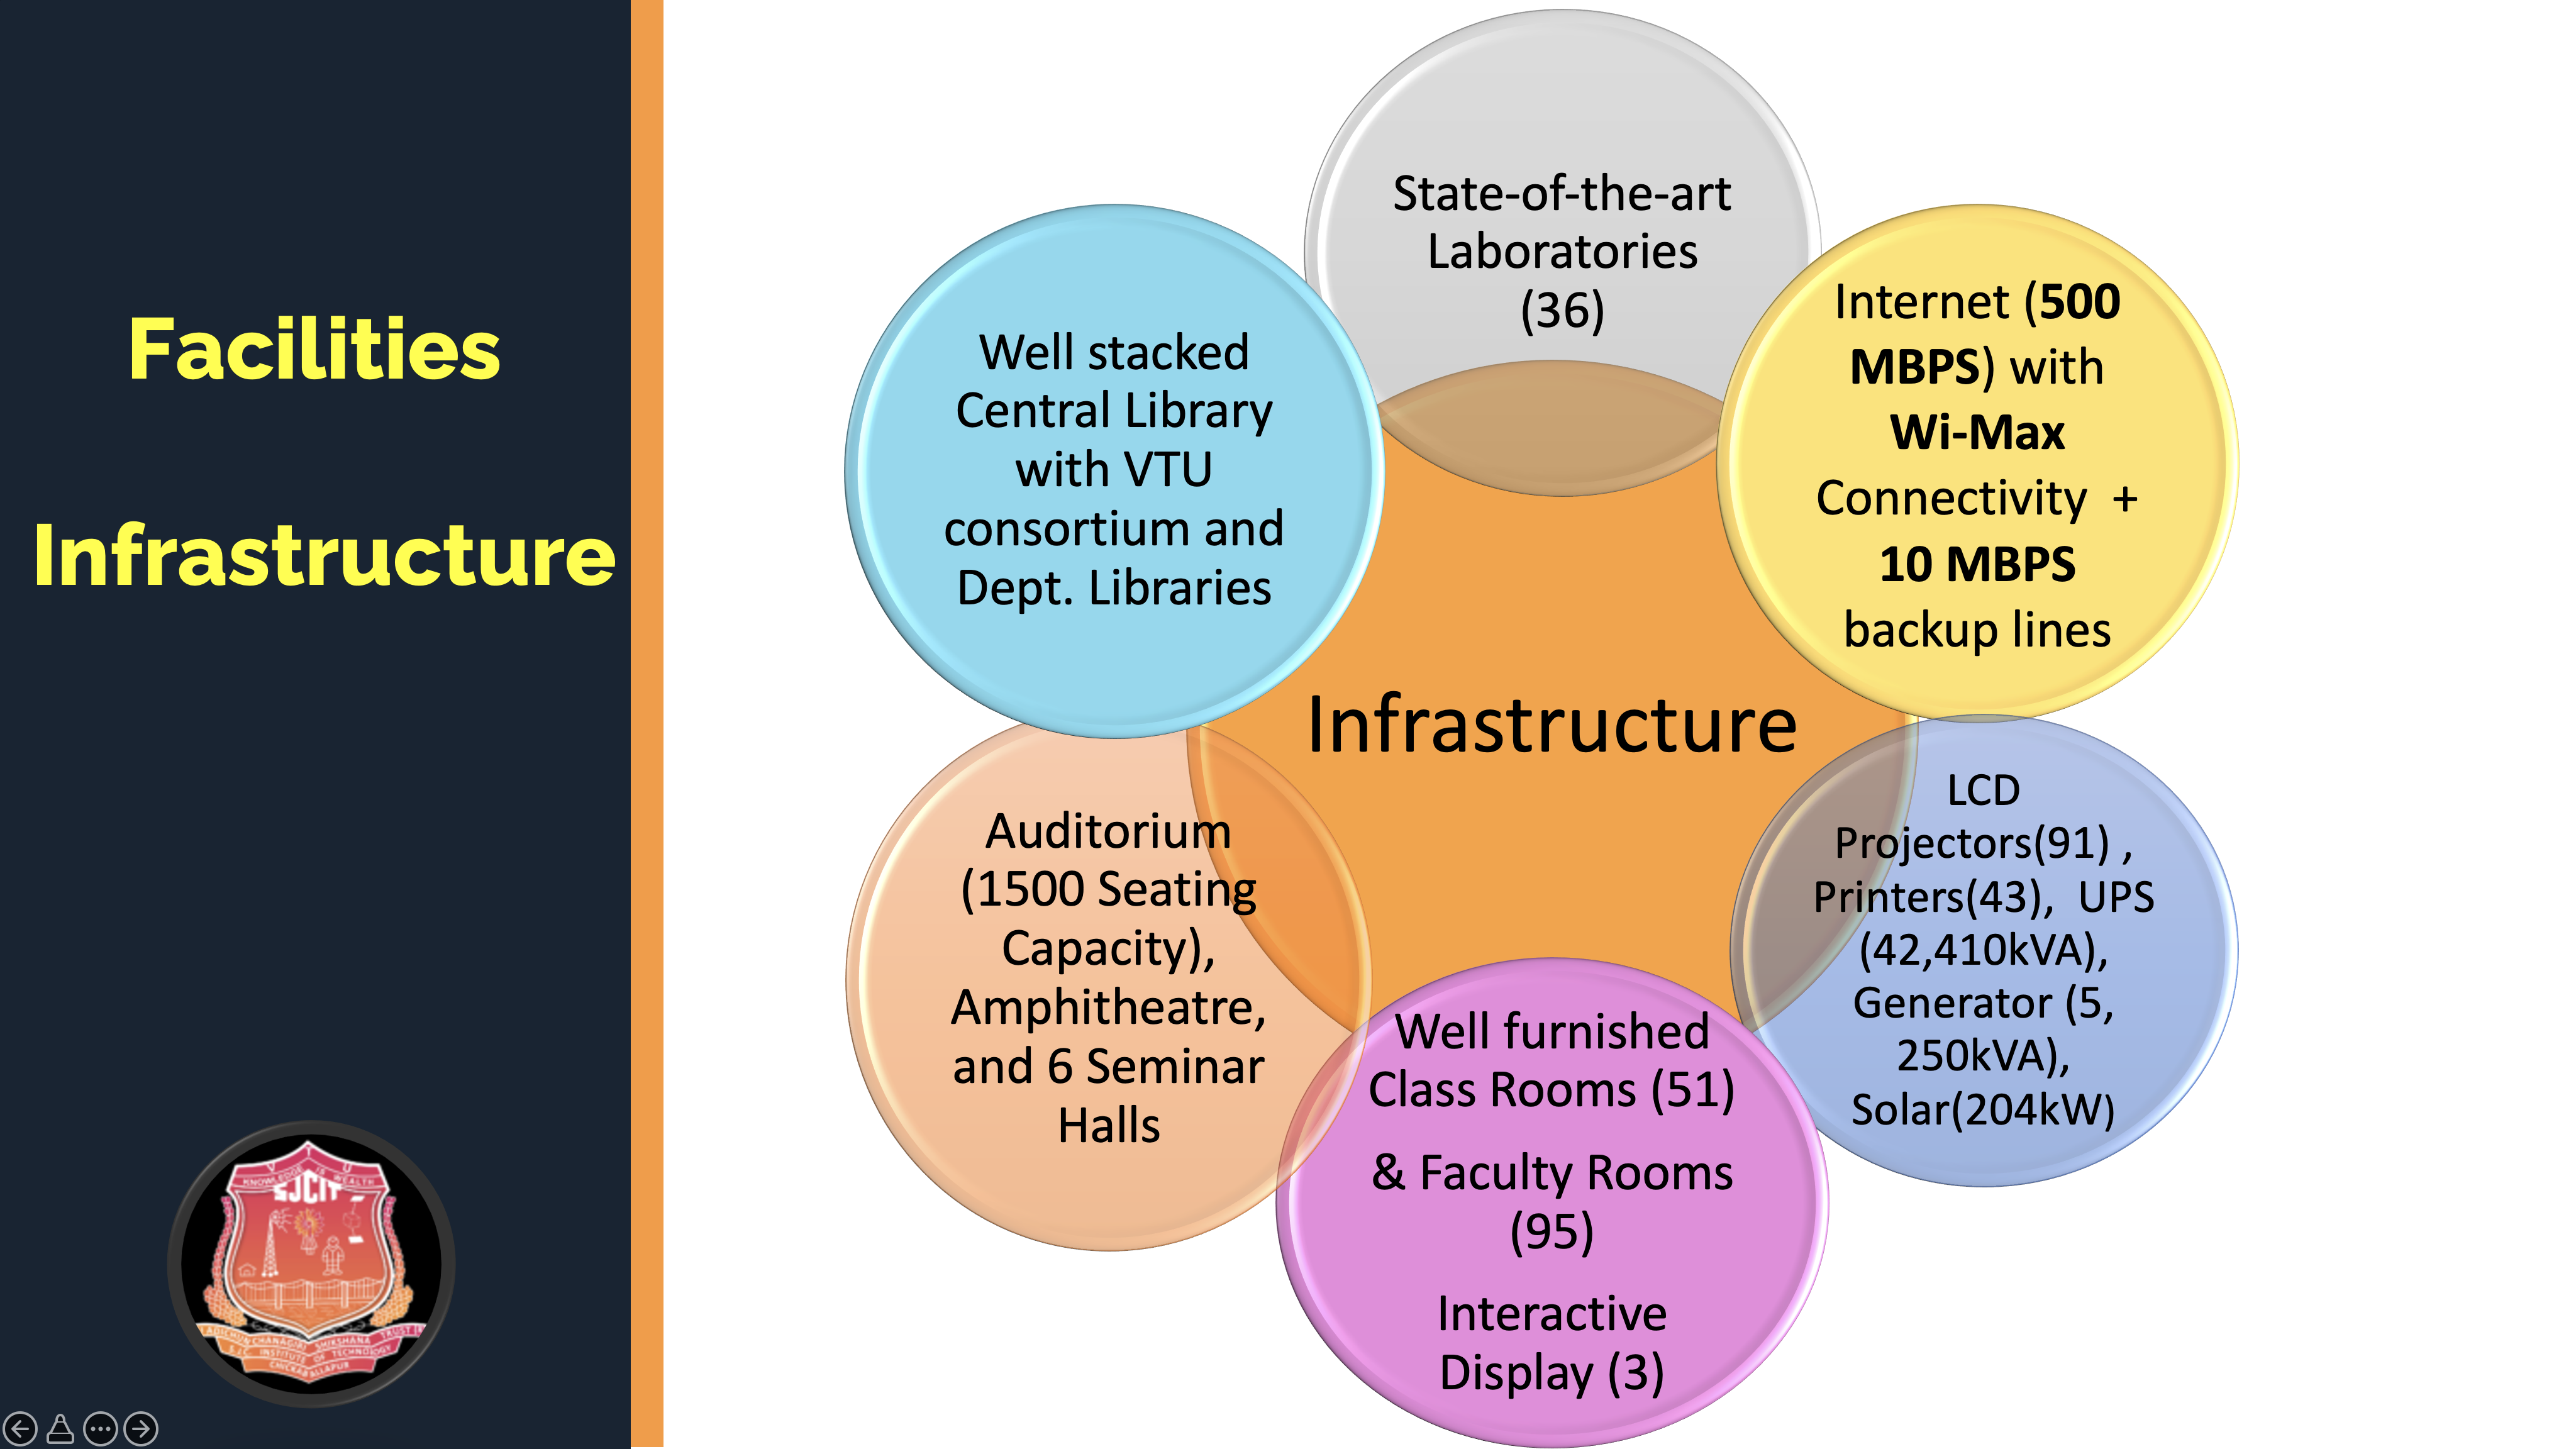 Facilities
Infrastructure
State-of-the-art
Laboratories
(36)
Internet (500
MBPS) with
Wi-Max
Connectivity +
10 MBPS
backup lines
LCD
Projectors(91) ,
Printers(43), UPS
(42,410kVA),
Generator (5,
250kVA),
Solar(204kW)
Well furnished
Class Rooms (51)
& Faculty Rooms
(95)
Interactive
Display (3)
Auditorium
(1500 Seating
Capacity),
Amphitheatre,
and 6 Seminar
Halls
Well stacked
Central Library
with VTU
consortium and
Dept. Libraries
Infrastructure
V T U
KNOWLEDGE IS WEALTH
SJCIT
SHIKSHANA TRUST
S.J.C. INSTITUTE OF TECHNOLOGY
CHICKBALLAPUR